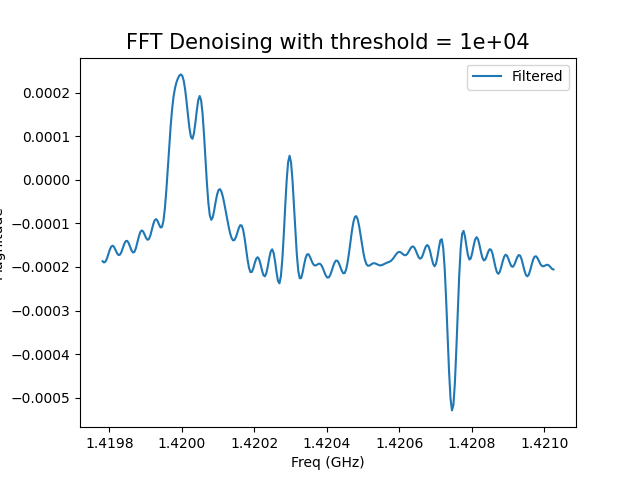 FFT Denoising with threshold = 1e+04
Filtered
0.0002
0.0001
0.0000
−0.0001
−0.0002
−0.0003
−0.0004
−0.0005
1.4198 1.4200 1.4202 1.4204 1.4206 1.4208 1.4210
Freq (GHz)